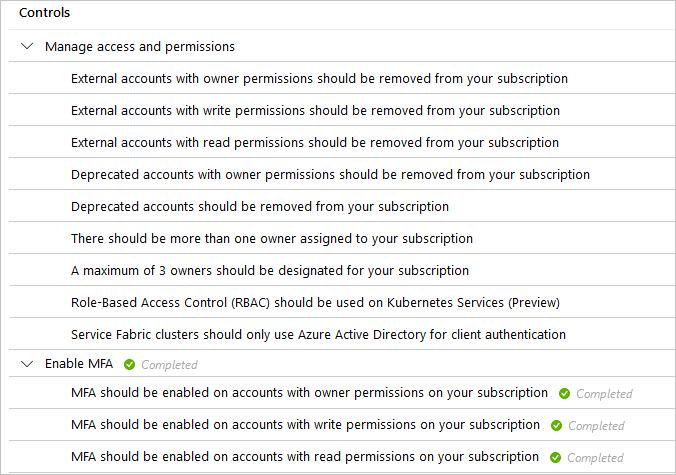 Controls
Manage access and permissions
External accounts with owner permissions should be removed from your subscription
External accounts with write permissions should be removed from your subscription
External accounts with read permissions should be removed from your subscription
Deprecated accounts with owner permissions should be removed from your subscription
Deprecated accounts should be removed from your subscription
There should be more than one owner assigned to your subscription
A maximum of 3 owners should be designated for your subscription
Role-Based Access Control (RBAC) should be used on Kubernetes Services (Preview)
Service Fabric clusters should only use Azure Active Directory for client authentication
Enable MFA Completed
MFA should be enabled on accounts with owner permissions on your subscription Completed
MFA should be enabled on accounts with write permissions on your subscription Completed
MFA should be enabled on accounts with read permissions on your subscription Completed